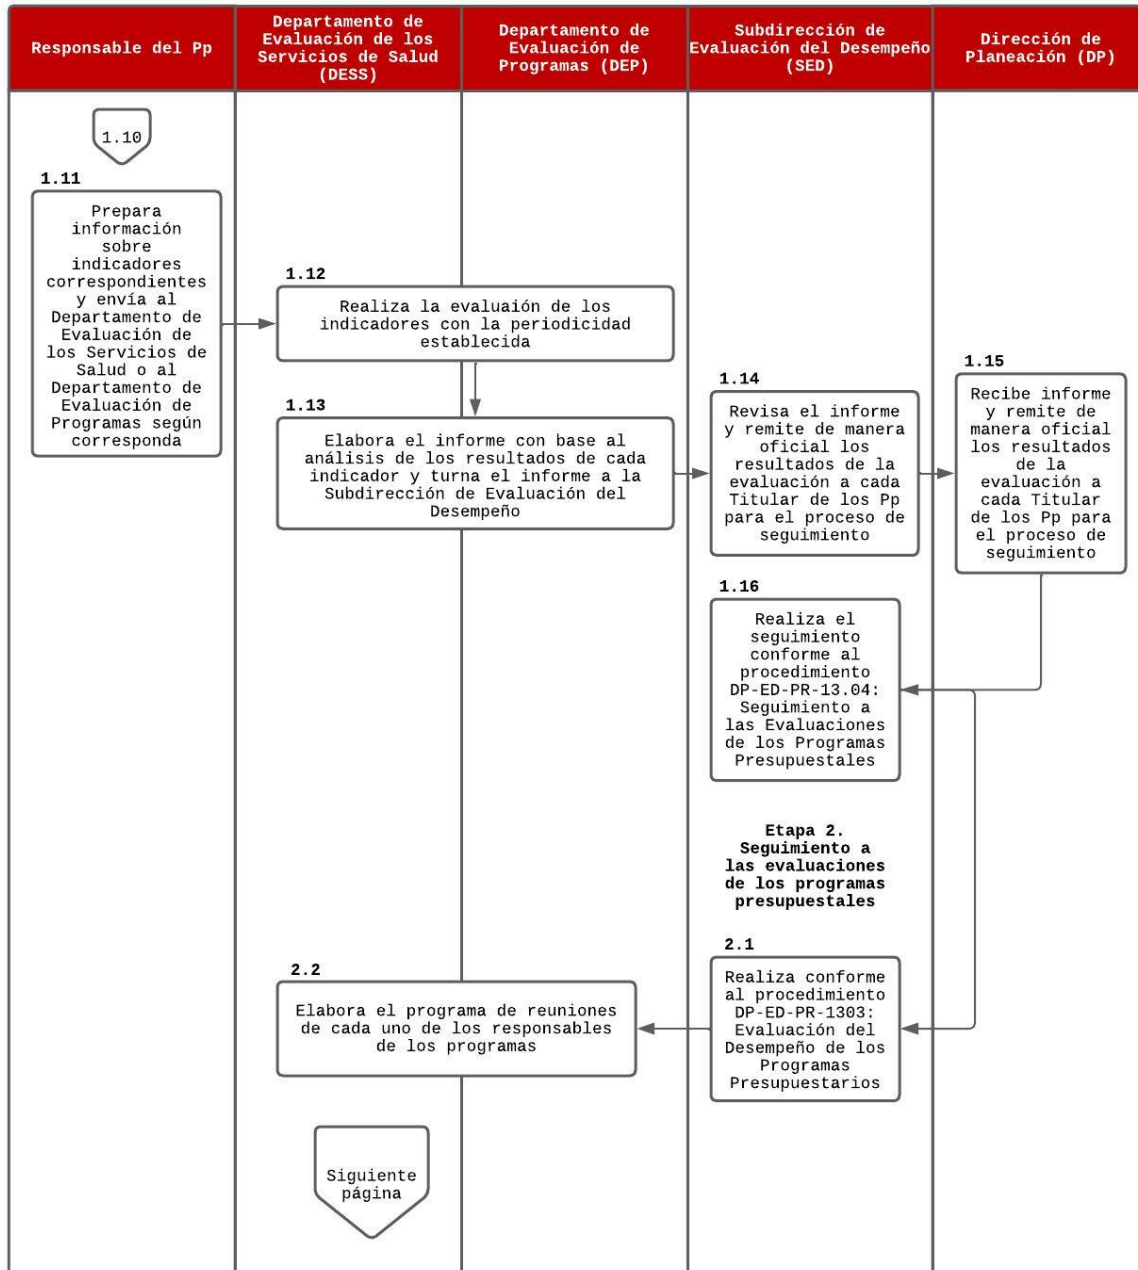 Responsable del Pp
Departamento de
Evaluación de los
Servicios de Salud
(DESS)
Departamento de
Evaluación de
Programas (DEP)
Subdirección de
Evaluación del Desempeño
(SED)
Dirección de
Planeación (DP)
1.10
1.11
Prepara
información
sobre
indicadores
correspondientes
y envía al
Departamento de
Evaluación de
los Servicios de
Salud o al
Departamento de
Evaluación de
Programas según
corresponda
1.12
Realiza la evaluaión de los
indicadores con la periodicidad
establecida
1.13
Elabora el informe con base al
análisis de los resultados de cada
indicador y turna el informe a la
Subdirección de Evaluación del
Desempeño
1.14
Revisa el informe
y remite de manera
oficial los
resultados de la
evaluación a cada
Titular de los Pp
para el proceso de
seguimiento
1.15
Recibe informe
y remite de
manera oficial
los resultados
de la
evaluación a
cada Titular
de los Pp para
el proceso de
seguimiento
1.16
Realiza el
seguimiento
conforme al
procedimiento
DP-ED-PR-13.04:
Seguimiento a
las Evaluaciones
de los Programas
Presupuestales
Etapa 2.
Seguimiento a
las evaluaciones
de los programas
presupuestales
2.1
Realiza conforme
al procedimiento
DP-ED-PR-1303:
Evaluación del
Desempeño de los
Programas
Presupuestarios
2.2
Elabora el programa de reuniones
de cada uno de los responsables
de los programas
Siguiente
página